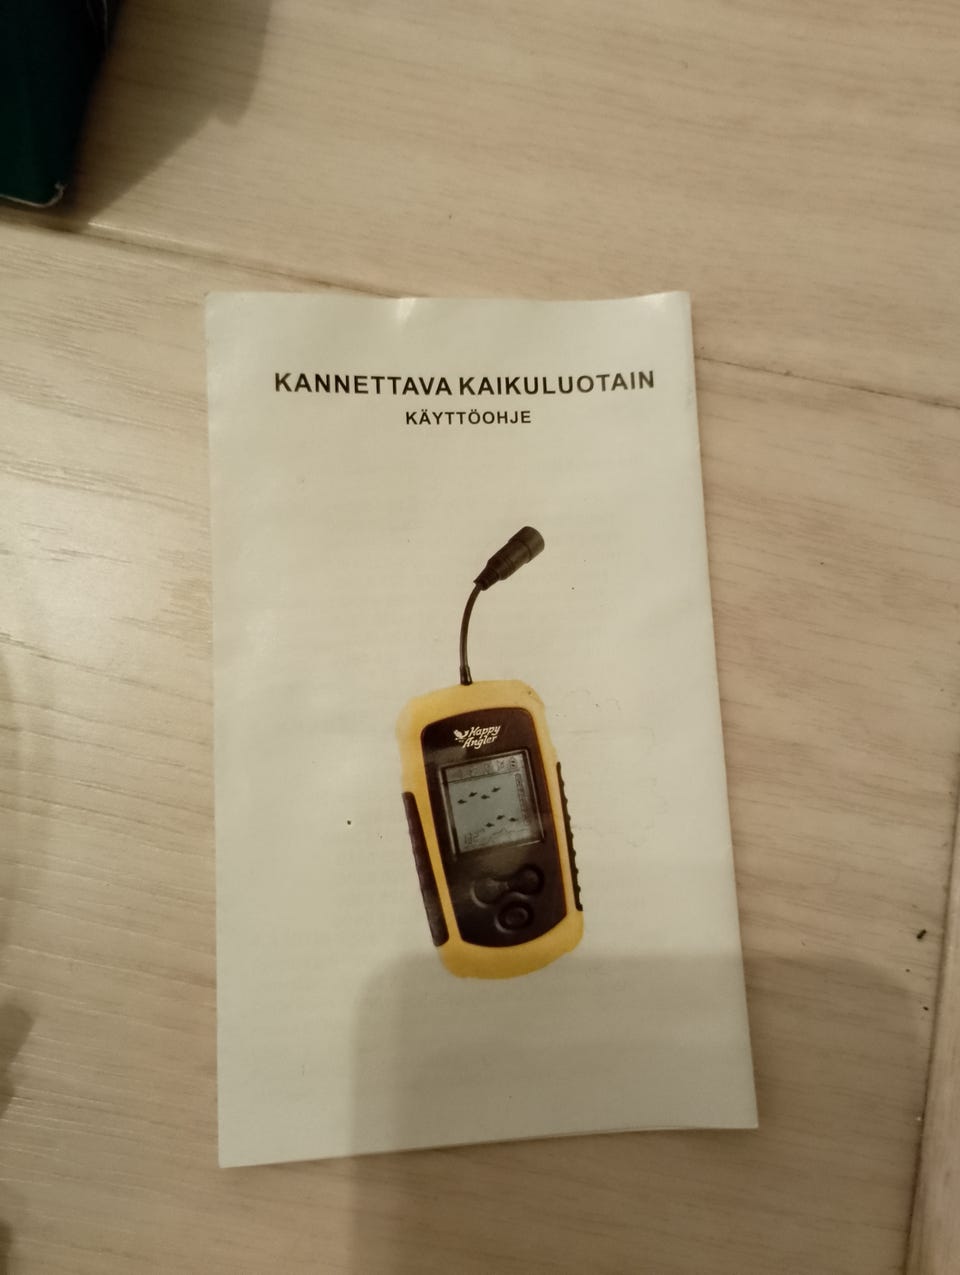 KANNETTAVA KAIKULUOTAIN
KÄYTTÖOHJE
Happy
Angler